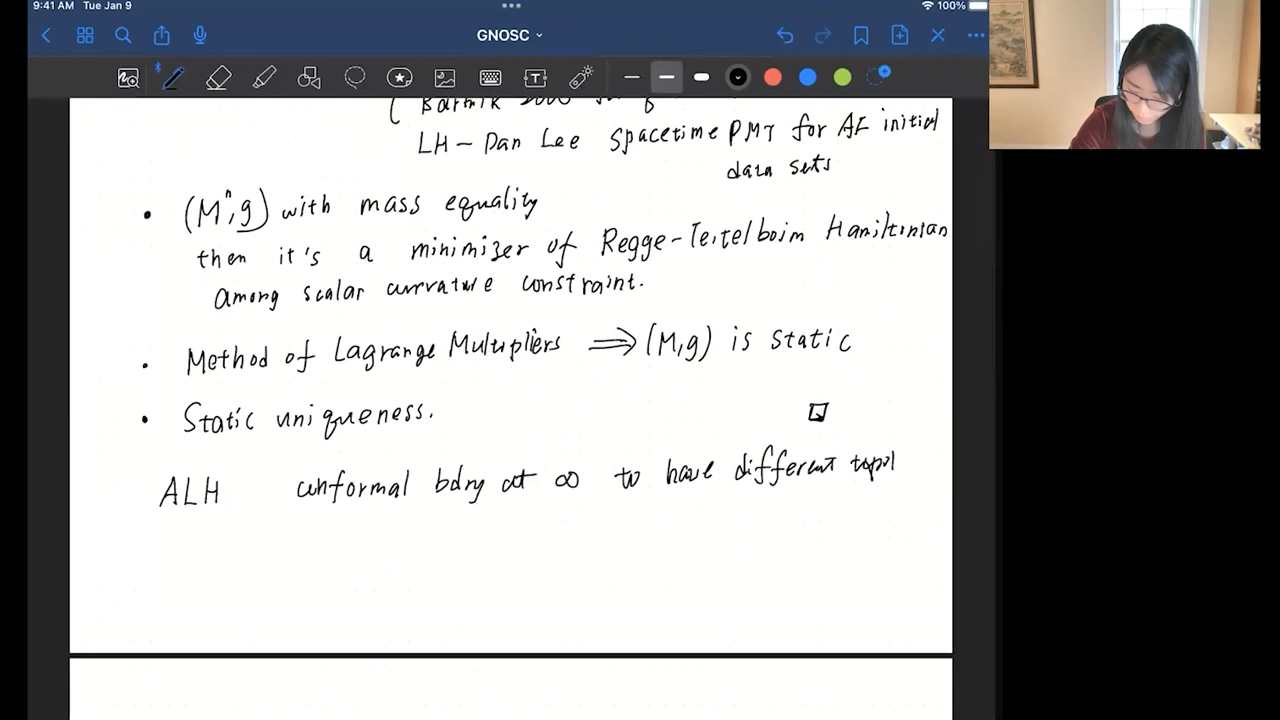 9:41 AM Tue Jan 9
100%
GNOSC
LH - Dan Lee spacetime PMT for AF initial
data sets
• (Mⁿ, g) with mass equality
then it's a minimizer of Regge-Teitelboim Hamiltonian
among scalar curvature constraint.
• Method of Lagrange Multipliers ⟹ (M, g) is static
• Static uniqueness.
ALH conformal bdry at ∞ to have different topol